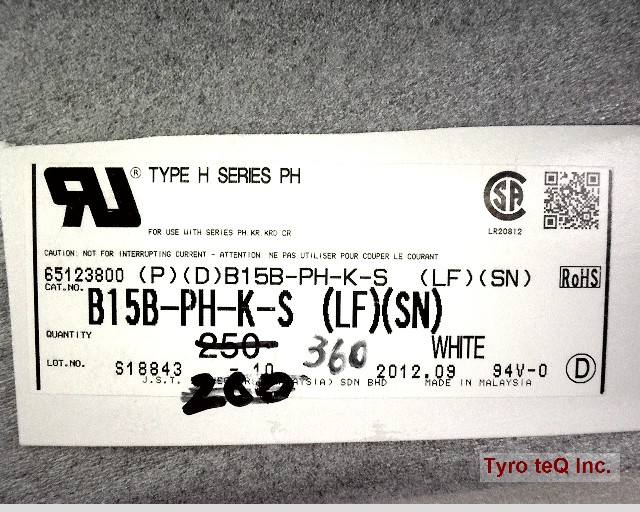 RU ® TYPE H SERIES PH
FOR USE WITH SERIES PH.KR.KRD CR
CSA
LR20812
CAUTION: NOT FOR INTERRUPTING CURRENT - ATTENTION: NE PAS UTILISER POUR COUPER LE COURANT
65123800 (P)(D)B15B-PH-K-S (LF)(SN)
RoHS
CAT.NO.
B15B-PH-K-S (LF)(SN)
QUANTITY 250 360 WHITE
LOT.NO. S18843 - 10 2012.09 94V-0 D
J.S.T. SDN BHD MADE IN MALAYSIA
200
Tyro teQ Inc.